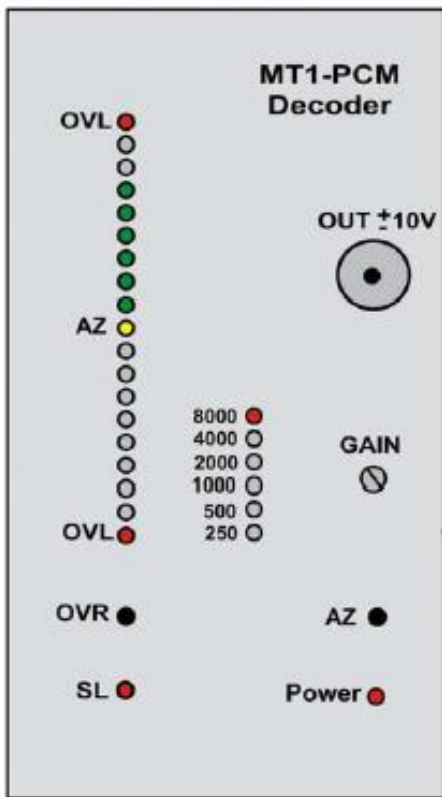 MT1-PCM
Decoder
OVL
OUT ±10V
AZ
8000
4000
2000
1000
500
250
GAIN
OVL
OVR
AZ
SL
Power